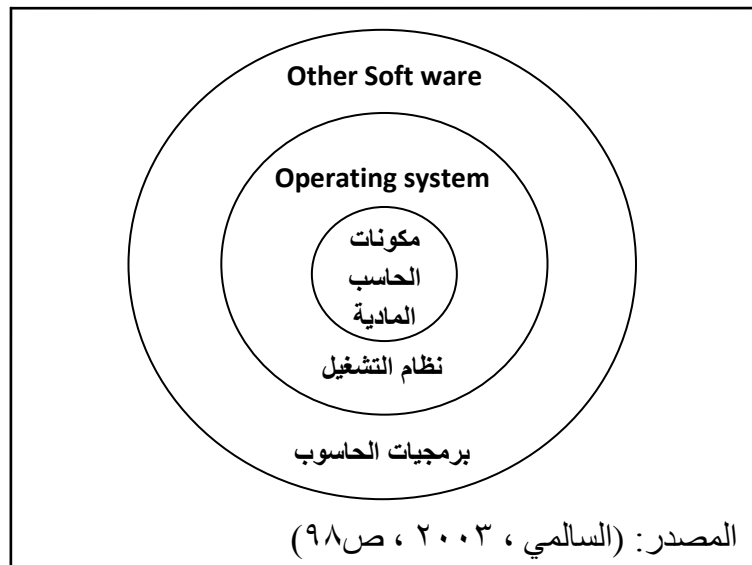 Other Soft ware
Operating system
مكونات
الحاسب
المادية
نظام التشغيل
برمجيات الحاسوب
المصدر: (السالمي ، ٢٠٠٣ ، ص٩٨)